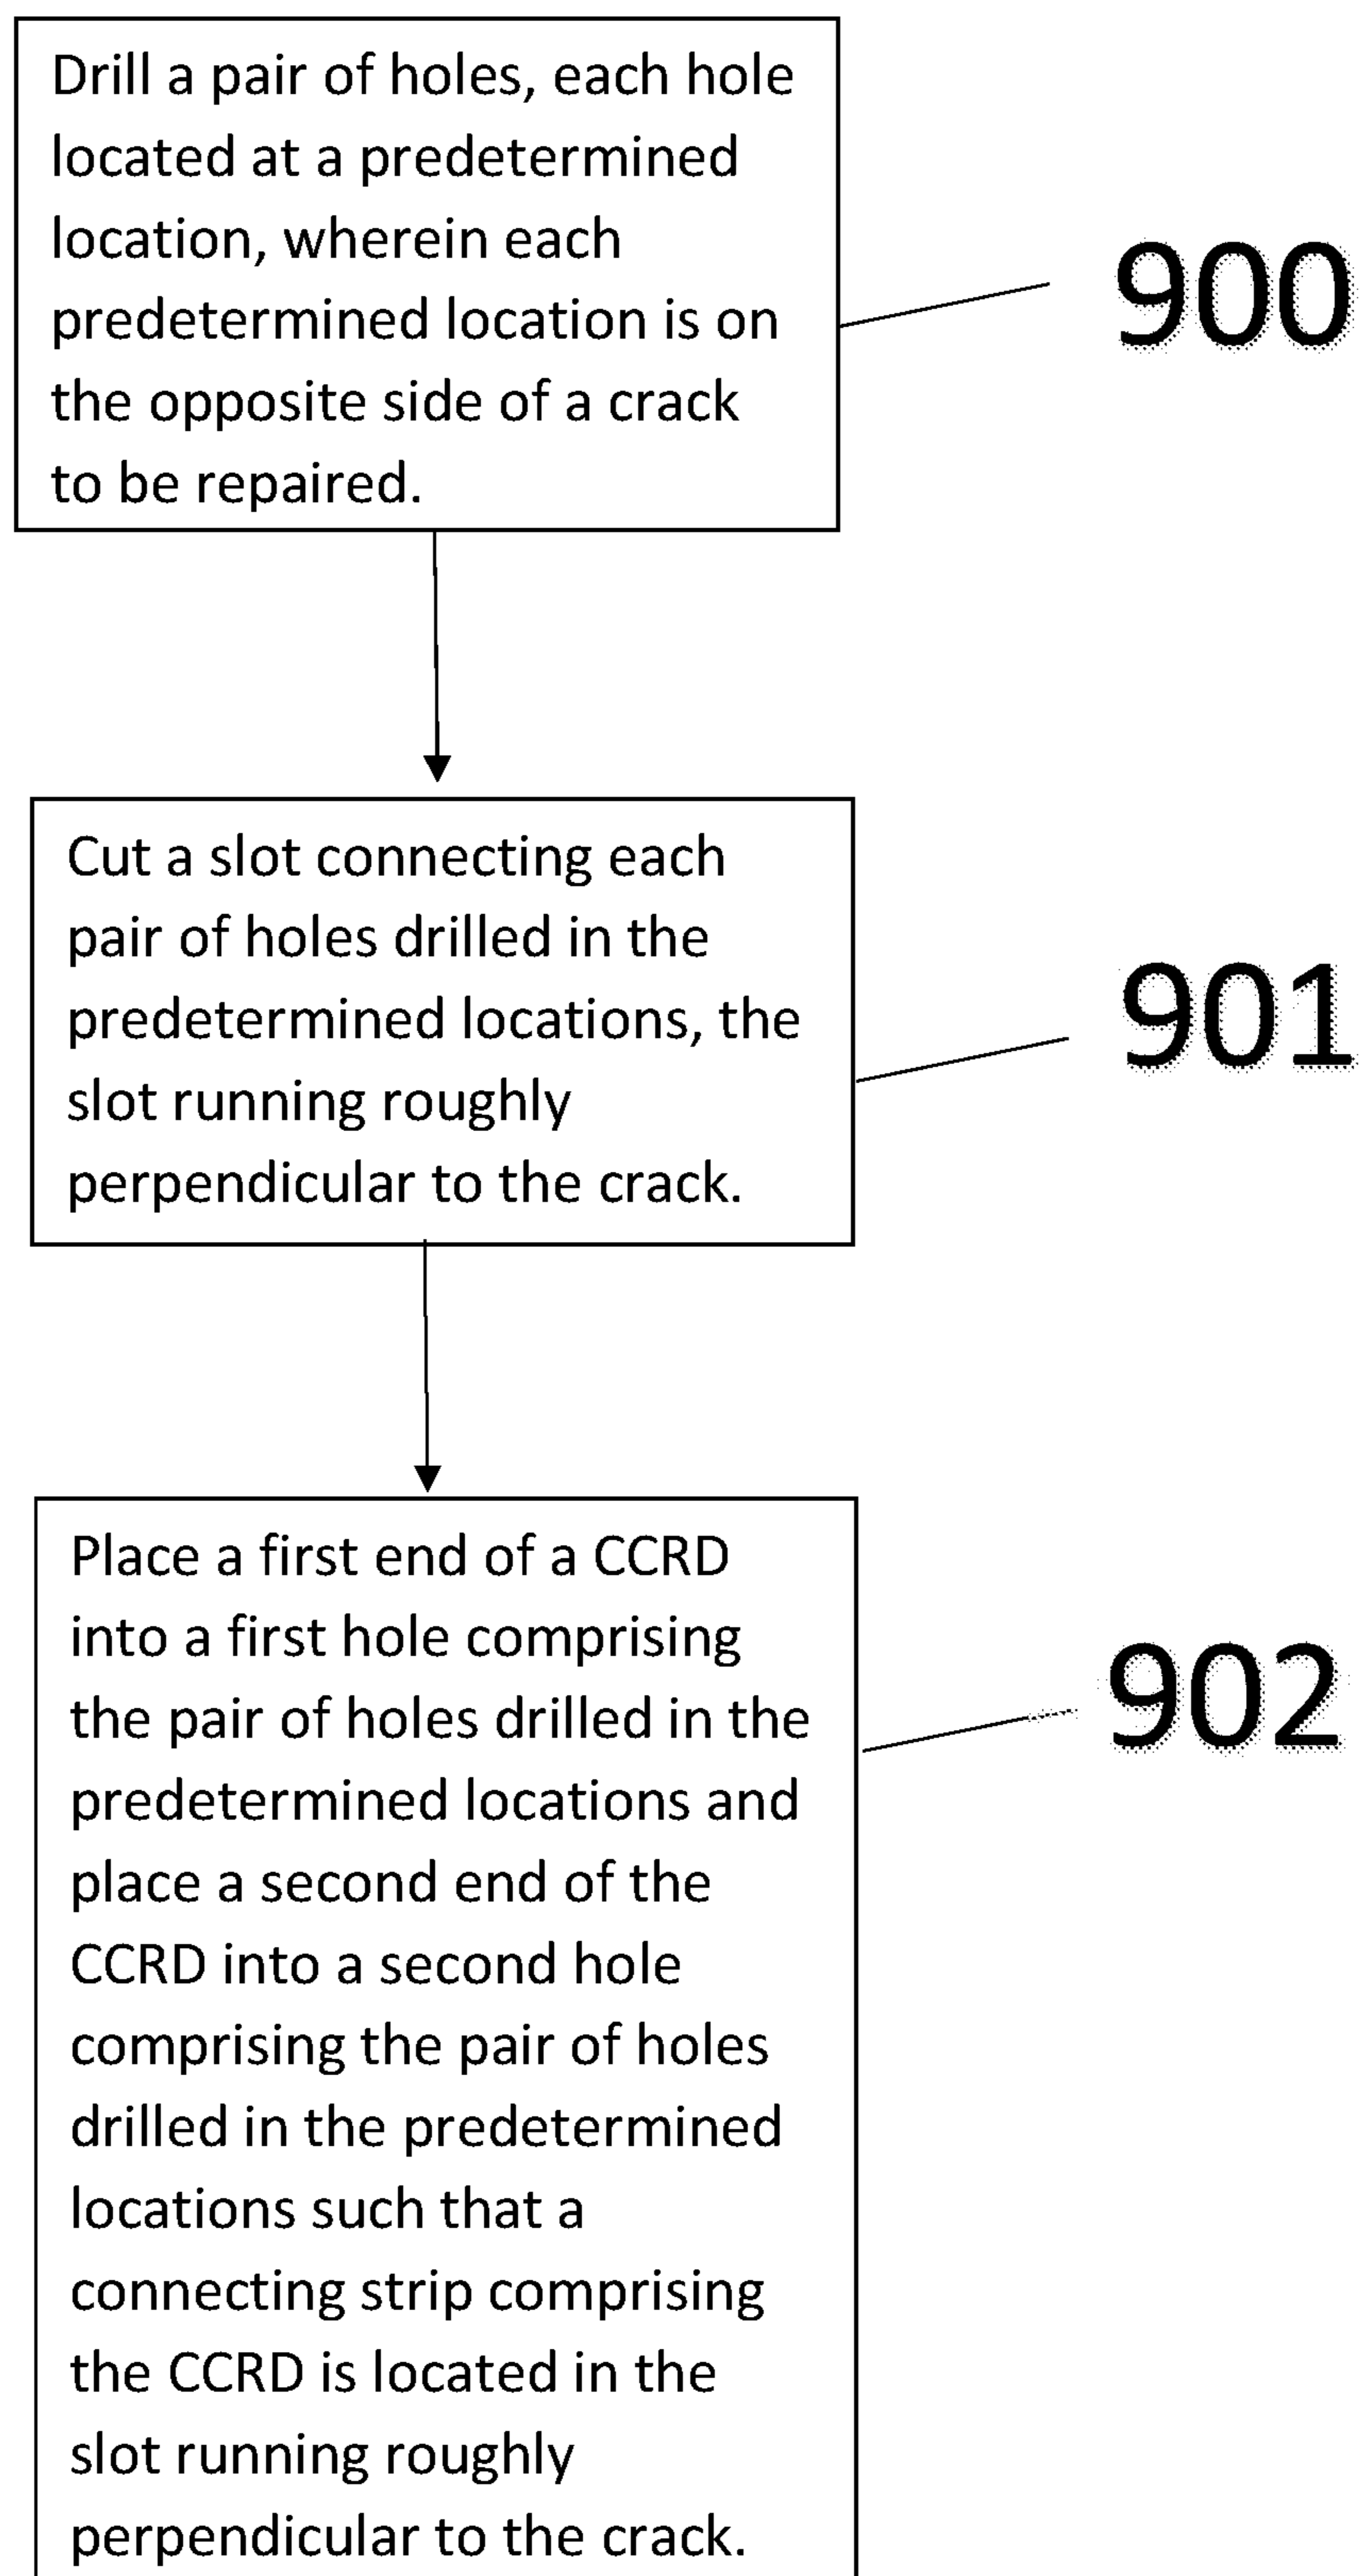 Drill a pair of holes, each hole
located at a predetermined
location, wherein each
predetermined location is on
the opposite side of a crack
to be repaired.
900
Cut a slot connecting each
pair of holes drilled in the
predetermined locations, the
slot running roughly
perpendicular to the crack.
901
Place a first end of a CCRD
into a first hole comprising
the pair of holes drilled in the
predetermined locations and
place a second end of the
CCRD into a second hole
comprising the pair of holes
drilled in the predetermined
locations such that a
connecting strip comprising
the CCRD is located in the
slot running roughly
perpendicular to the crack.
902